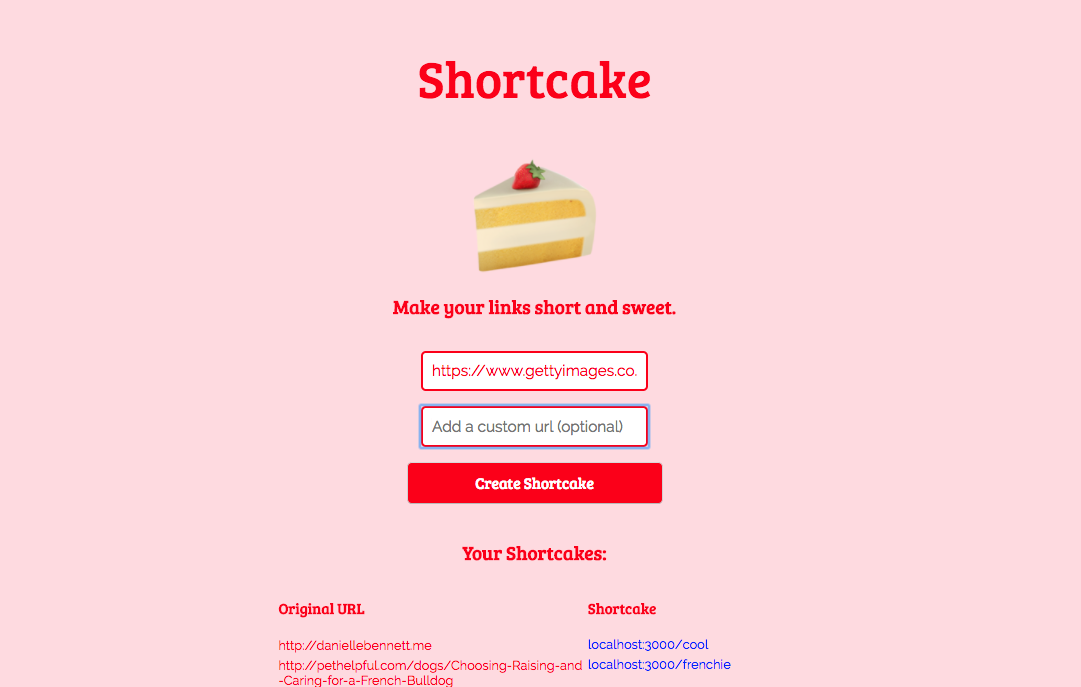 Shortcake
Make your links short and sweet.
https://www.gettyimages.co.
Add a custom url (optional)
Create Shortcake
Your Shortcakes:
Original URL
Shortcake
http://daniellebennett.me
localhost:3000/cool
http://pethelpful.com/dogs/Choosing-Raising-and
-Caring-for-a-French-Bulldog
localhost:3000/frenchie